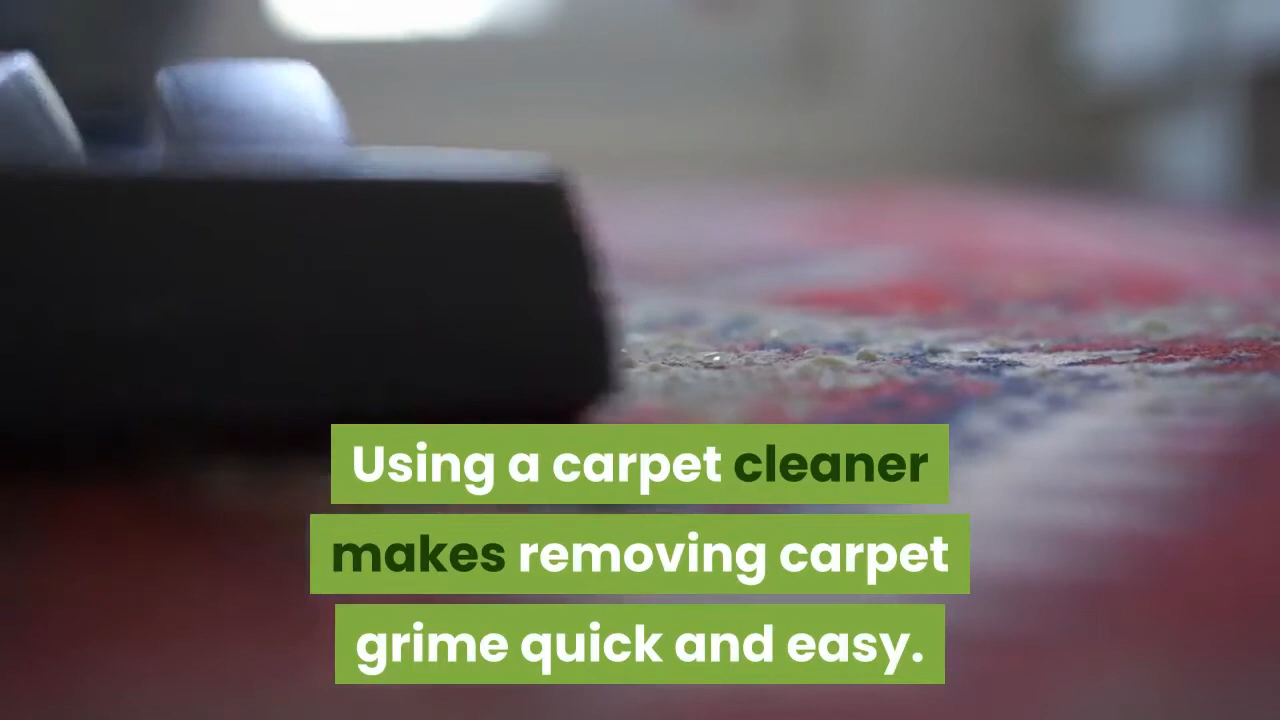 Using a carpet cleaner
makes removing carpet
grime quick and easy.